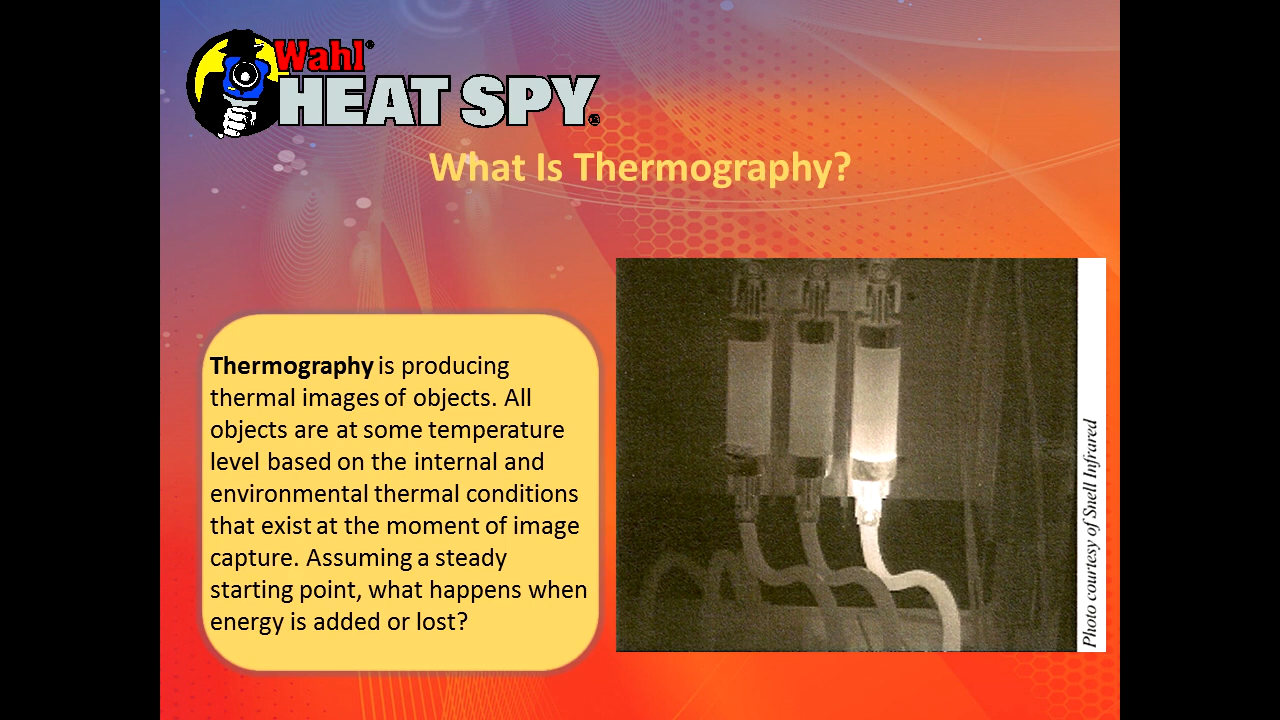 Wahl®
HEAT SPY®
What Is Thermography?
Thermography is producing
thermal images of objects. All
objects are at some temperature
level based on the internal and
environmental thermal conditions
that exist at the moment of image
capture. Assuming a steady
starting point, what happens when
energy is added or lost?
Photo courtesy of Snell Infrared